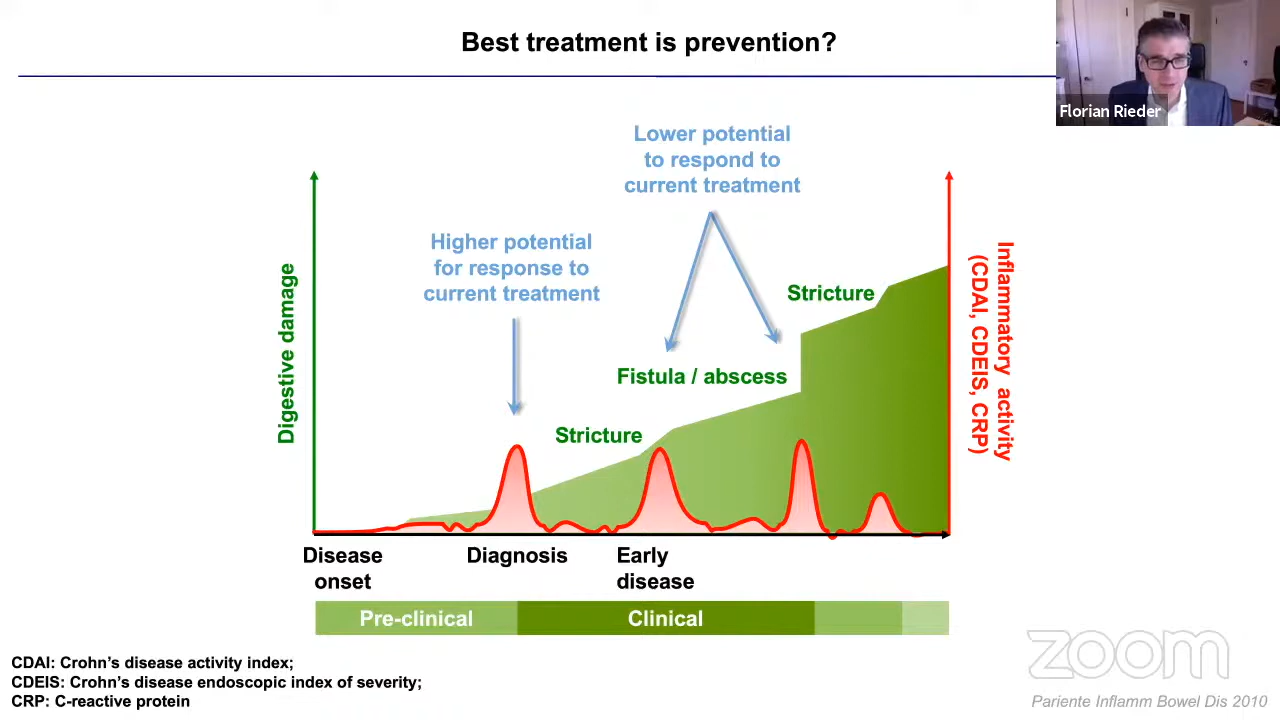 Best treatment is prevention?
Florian Rieder
Lower potential
to respond to
current treatment
Higher potential
for response to
current treatment
Digestive damage
Stricture
Fistula / abscess
Stricture
Inflammatory activity
(CDAI, CDEIS, CRP)
Disease
onset
Diagnosis
Early
disease
Pre-clinical
Clinical
CDAI: Crohn’s disease activity index;
CDEIS: Crohn’s disease endoscopic index of severity;
CRP: C-reactive protein
zoom
Pariente Inflamm Bowel Dis 2010